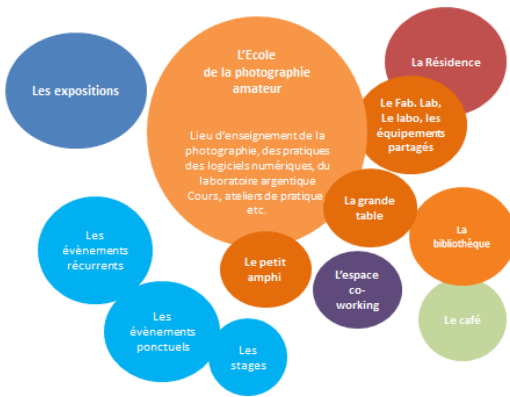 Les expositions
L'Ecole
de la photographie
amateur
Lieu d'enseignement de la
photographie, des pratiques
des logiciels numériques, du
laboratoire argentique
Cours, ateliers de pratique,
etc.
La Résidence
Le Fab. Lab,
Le labo, les
équipements
partagés
La grande
table
La
bibliothèque
Le petit
amphi
L'espace
co-
working
Le café
Les
évènements
récurrents
Les
évènements
ponctuels
Les
stages